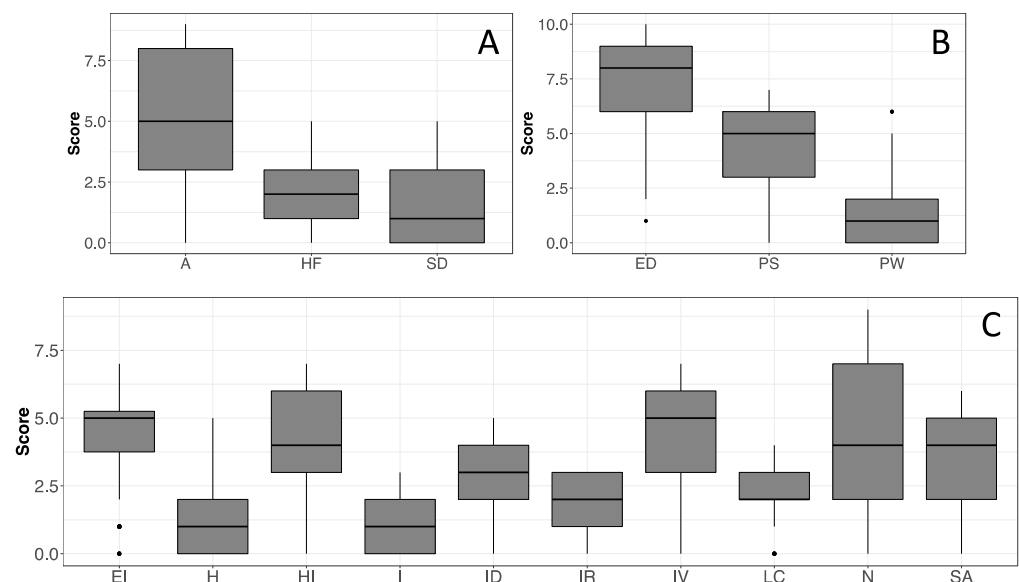 A
7.5
5.0
2.5
0.0
Score
A HF SD
B
10.0
7.5
5.0
2.5
0.0
Score
ED PS PW
C
7.5
5.0
2.5
0.0
Score
EI H HI I ID IR IV LC N SA